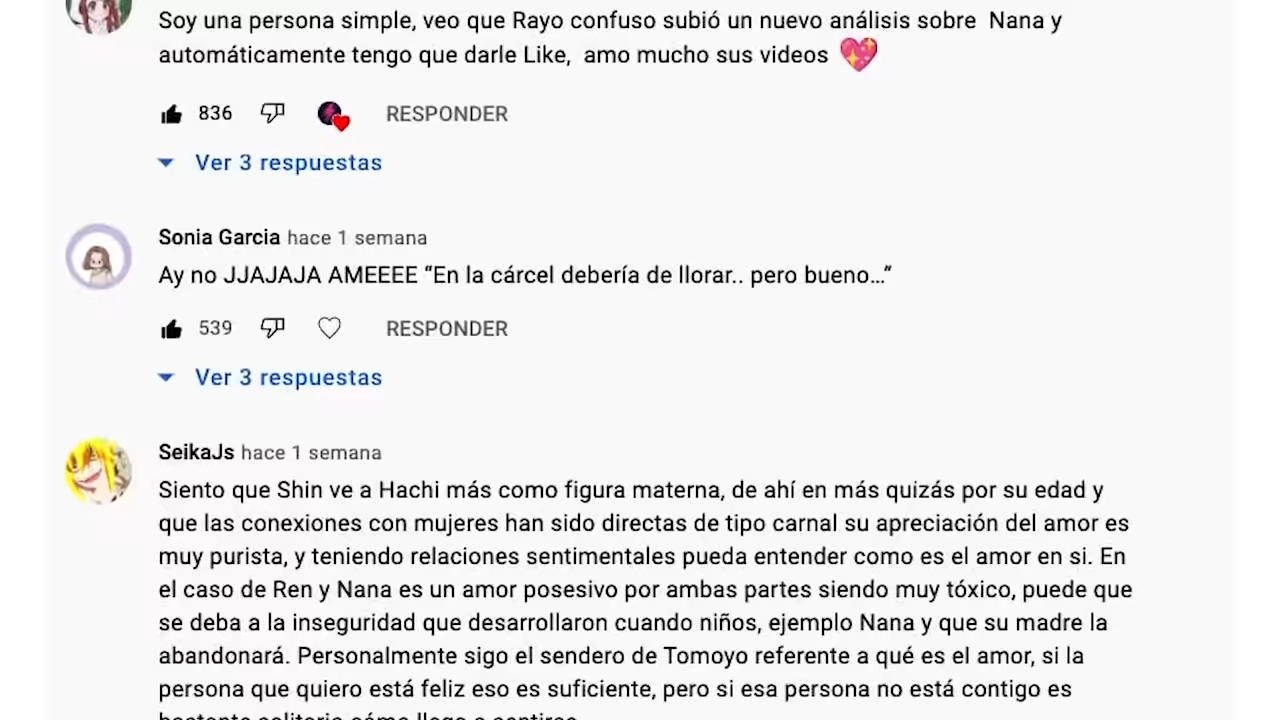 Soy una persona simple, veo que Rayo confuso subió un nuevo análisis sobre  Nana y
automáticamente tengo que darle Like,  amo mucho sus videos 💖
836 RESPONDER
Ver 3 respuestas
Sonia Garcia hace 1 semana
Ay no JJAJAJA AMEEEE “En la cárcel debería de llorar.. pero bueno…“
539 RESPONDER
Ver 3 respuestas
SeikaJs hace 1 semana
Siento que Shin ve a Hachi más como figura materna, de ahí en más quizás por su edad y
que las conexiones con mujeres han sido directas de tipo carnal su apreciación del amor es
muy purista, y teniendo relaciones sentimentales pueda entender como es el amor en si. En
el caso de Ren y Nana es un amor posesivo por ambas partes siendo muy tóxico, puede que
se deba a la inseguridad que desarrollaron cuando niños, ejemplo Nana y que su madre la
abandonará. Personalmente sigo el sendero de Tomoyo referente a qué es el amor, si la
persona que quiero está feliz eso es suficiente, pero si esa persona no está contigo es